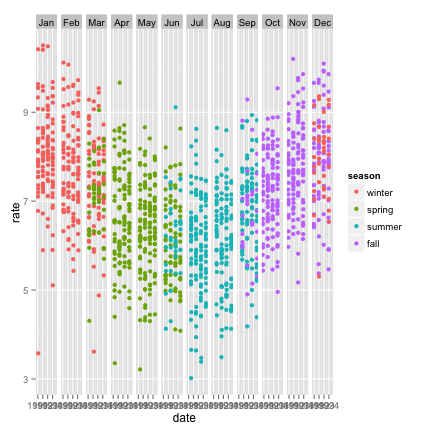 Jan Feb Mar Apr May Jun Jul Aug Sep Oct Nov Dec
9
7
5
3
rate
date
season
winter
spring
summer
fall